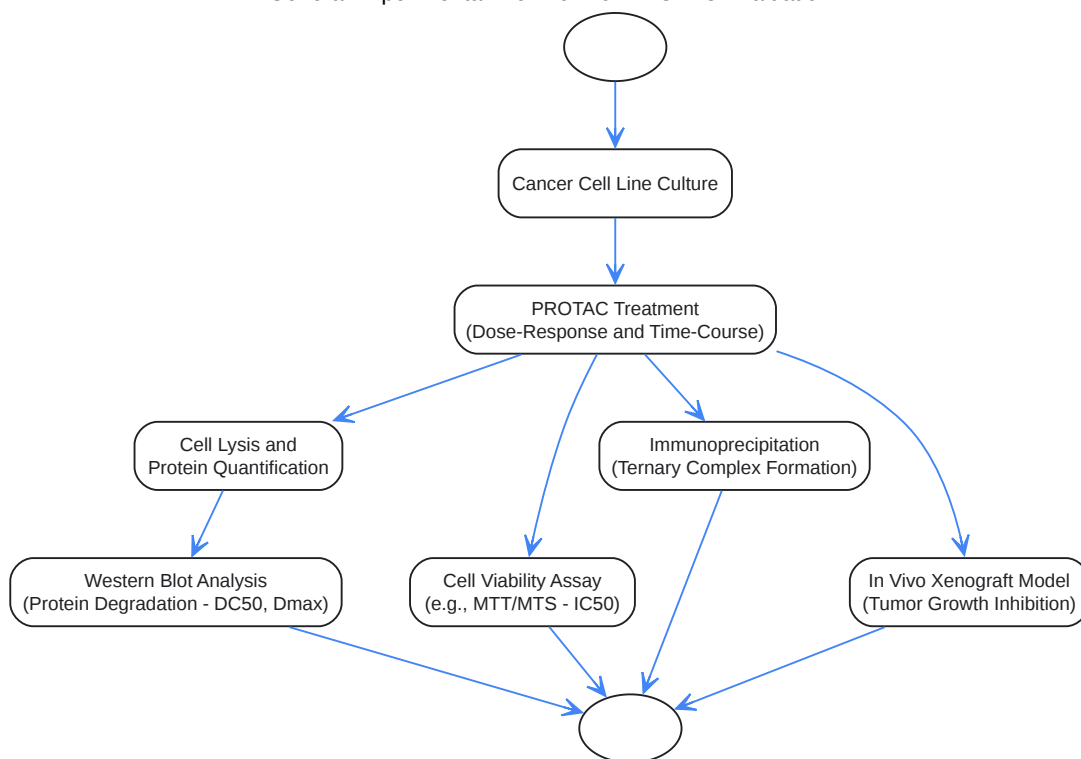 Cancer Cell Line Culture
PROTAC Treatment
(Dose-Response and Time-Course)
Cell Lysis and
Protein Quantification
Immunoprecipitation
(Ternary Complex Formation)
Western Blot Analysis
(Protein Degradation - DC50, Dmax)
Cell Viability Assay
(e.g., MTT/MTS - IC50)
In Vivo Xenograft Model
(Tumor Growth Inhibition)